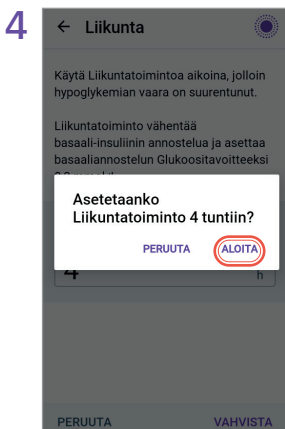 4
Liikunta
Käytä Liikuntatoimintoa aikoina, jolloin
hypoglykemian vaara on suurentunut.
Liikuntatoiminto vähentää
basaali-insuliinin annostelua ja asettaa
basaaliannostelun Glukoositavoitteeksi
Asetetaanko
Liikuntatoiminto 4 tuntiin?
PERUUTA ALOITA
4 h
PERUUTA VAHVISTA